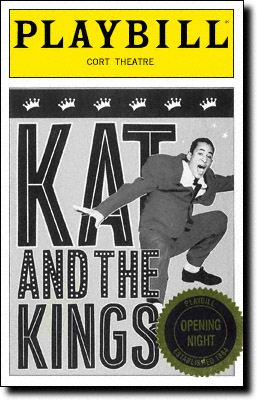 PLAYBILL
CORT THEATRE
KAT
AND THE
KINGS
PLAYBILL
OPENING
NIGHT
ESTABLISHED 1884